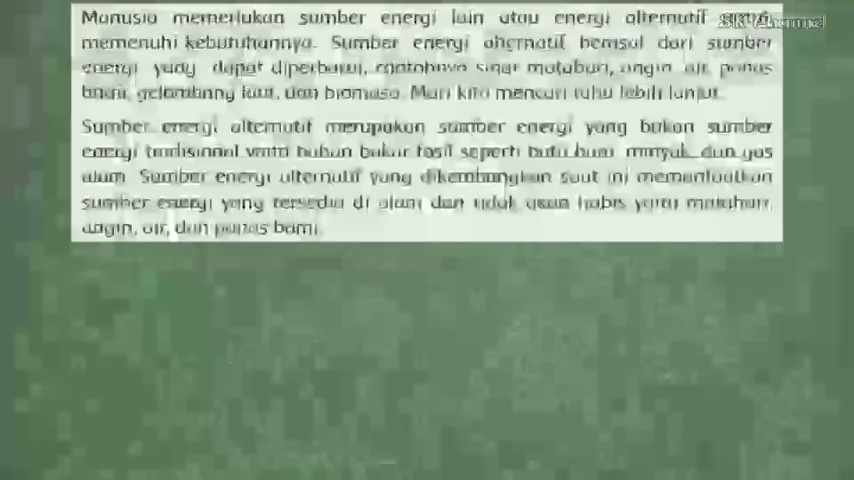 SK Channel
Manusia memerlukan sumber energi lain atau energi alternatif untuk
memenuhi kebutuhannya. Sumber energi alternatif berasal dari sumber
energi yang dapat diperbarui, contohnya sinar matahari, angin, air, panas
bumi, gelombang laut, dan biomasa. Mari kita mencari tahu lebih lanjut.
Sumber energi alternatif merupakan sumber energi yang bukan sumber
energi tradisional yaitu bahan bakar fosil seperti batu bara, minyak, dan gas
alam. Sumber energi alternatif yang dikembangkan saat ini memanfaatkan
sumber energi yang tersedia di alam dan tidak akan habis yaitu matahari,
angin, air, dan panas bumi.